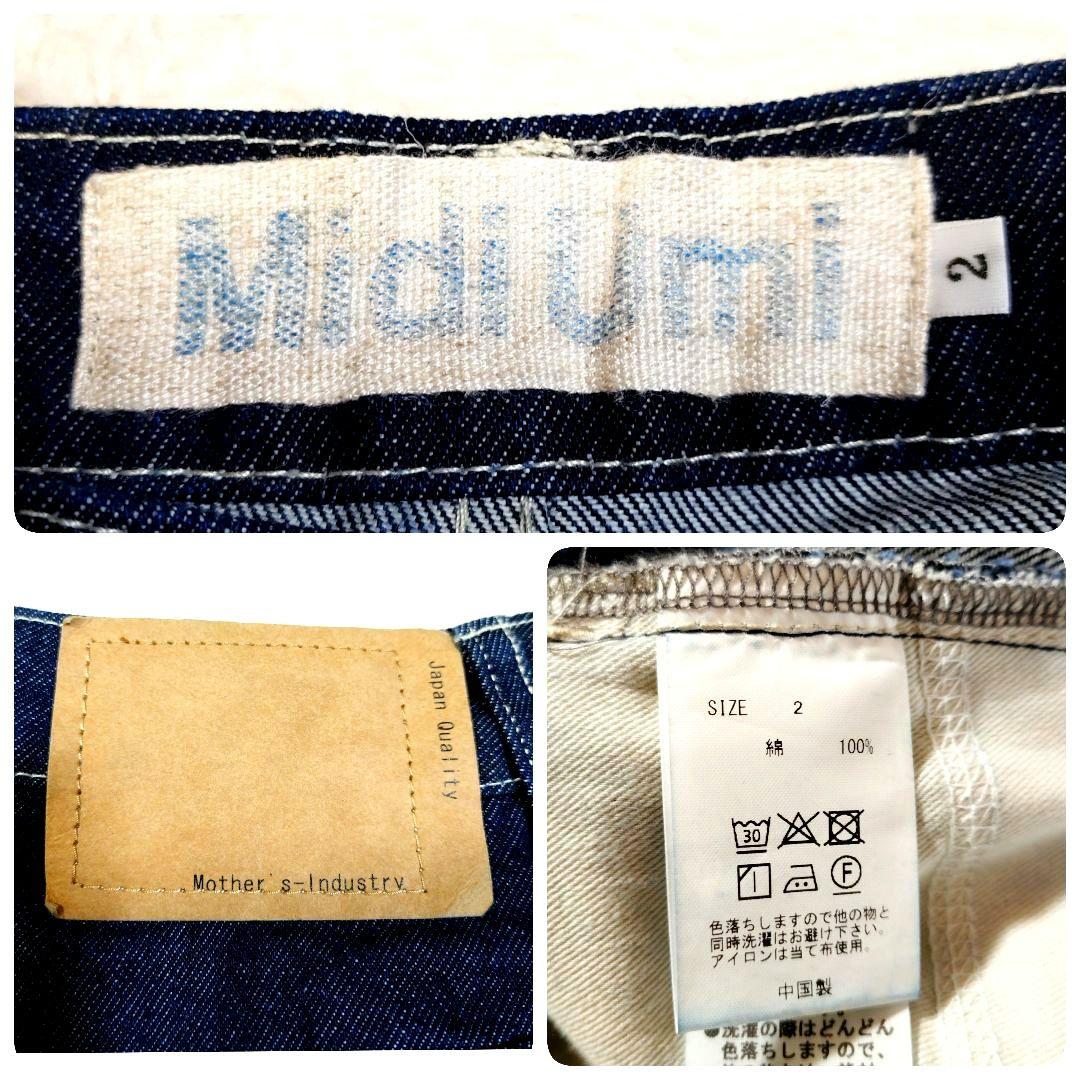 Midi Umi
2
Japan Quality
Mother's-Industry
SIZE 2
綿 100%
30
F
色落ちしますので他の物と
同時洗濯はお避け下さい。
アイロンは当て布使用。
中国製
●洗濯の際はどんどん
色落ちしますので、